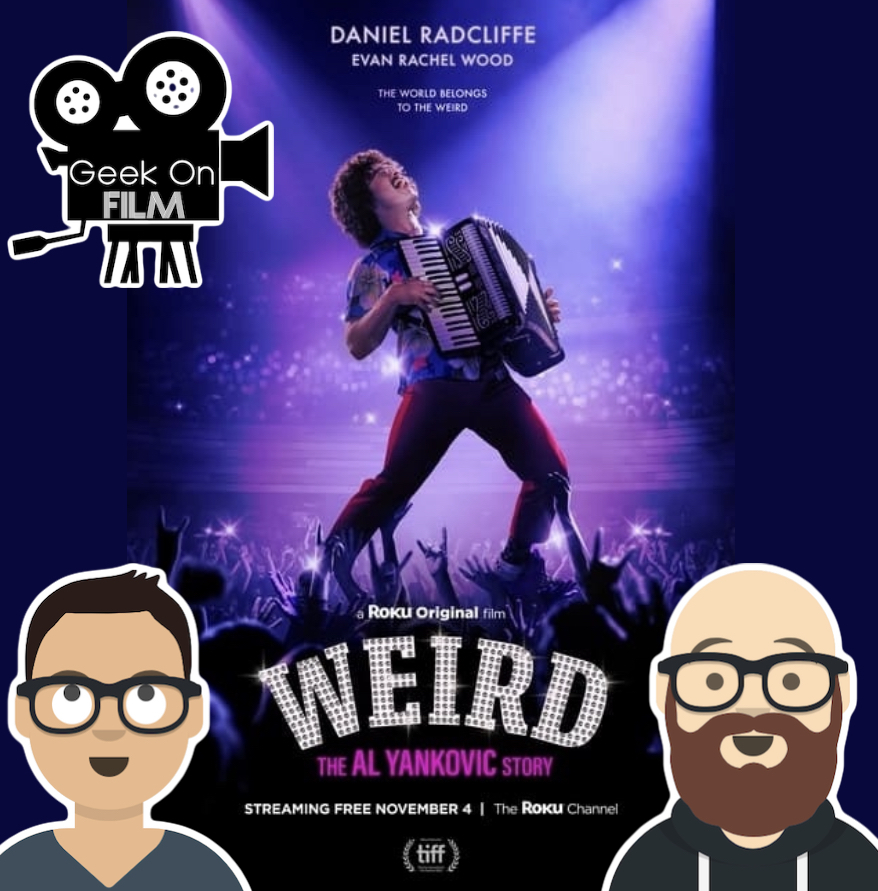 DANIEL RADCLIFFE
EVAN RACHEL WOOD
THE WORLD BELONGS
TO THE WEIRD
Geek On
FILM
a ROKU Original film
WEIRD
THE AL YANKOVIC STORY
STREAMING FREE NOVEMBER 4 | The ROKU Channel
tiff